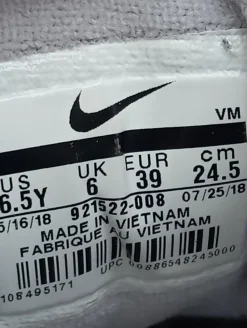 VM
US UK EUR cm
6.5Y 6 39 24.5
5/16/18 921522-008 07/25/18
MADE IN VIETNAM
FABRIQUE AU VIETNAM
UPC 00886548245000
108495171